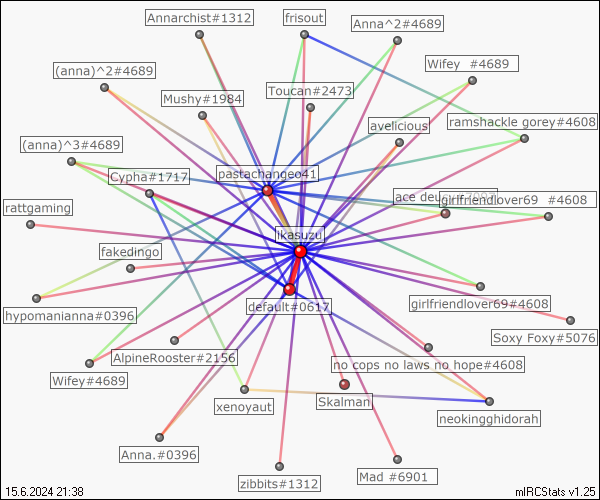 Annarchist#1312
frisout
Anna^2#4689
(anna)^2#4689
Wifey #4689
Mushy#1984
Toucan#2473
ramshackle gorey#4608
avelicious
(anna)^3#4689
Cypha#1717
pastachangeo41
ace
girlfriendlover69 #4608
rattgaming
ikasuzu
fakedingo
hypomanianna#0396
default#0617
girlfriendlover69#4608
Soxy Foxy#5076
AlpineRooster#2156
no cops no laws no hope#4608
Wifey#4689
xenoyaut
Skalman
neokingghidorah
Anna.#0396
zibbits#1312
Mad #6901
15.6.2024 21:38
mIRCStats v1.25